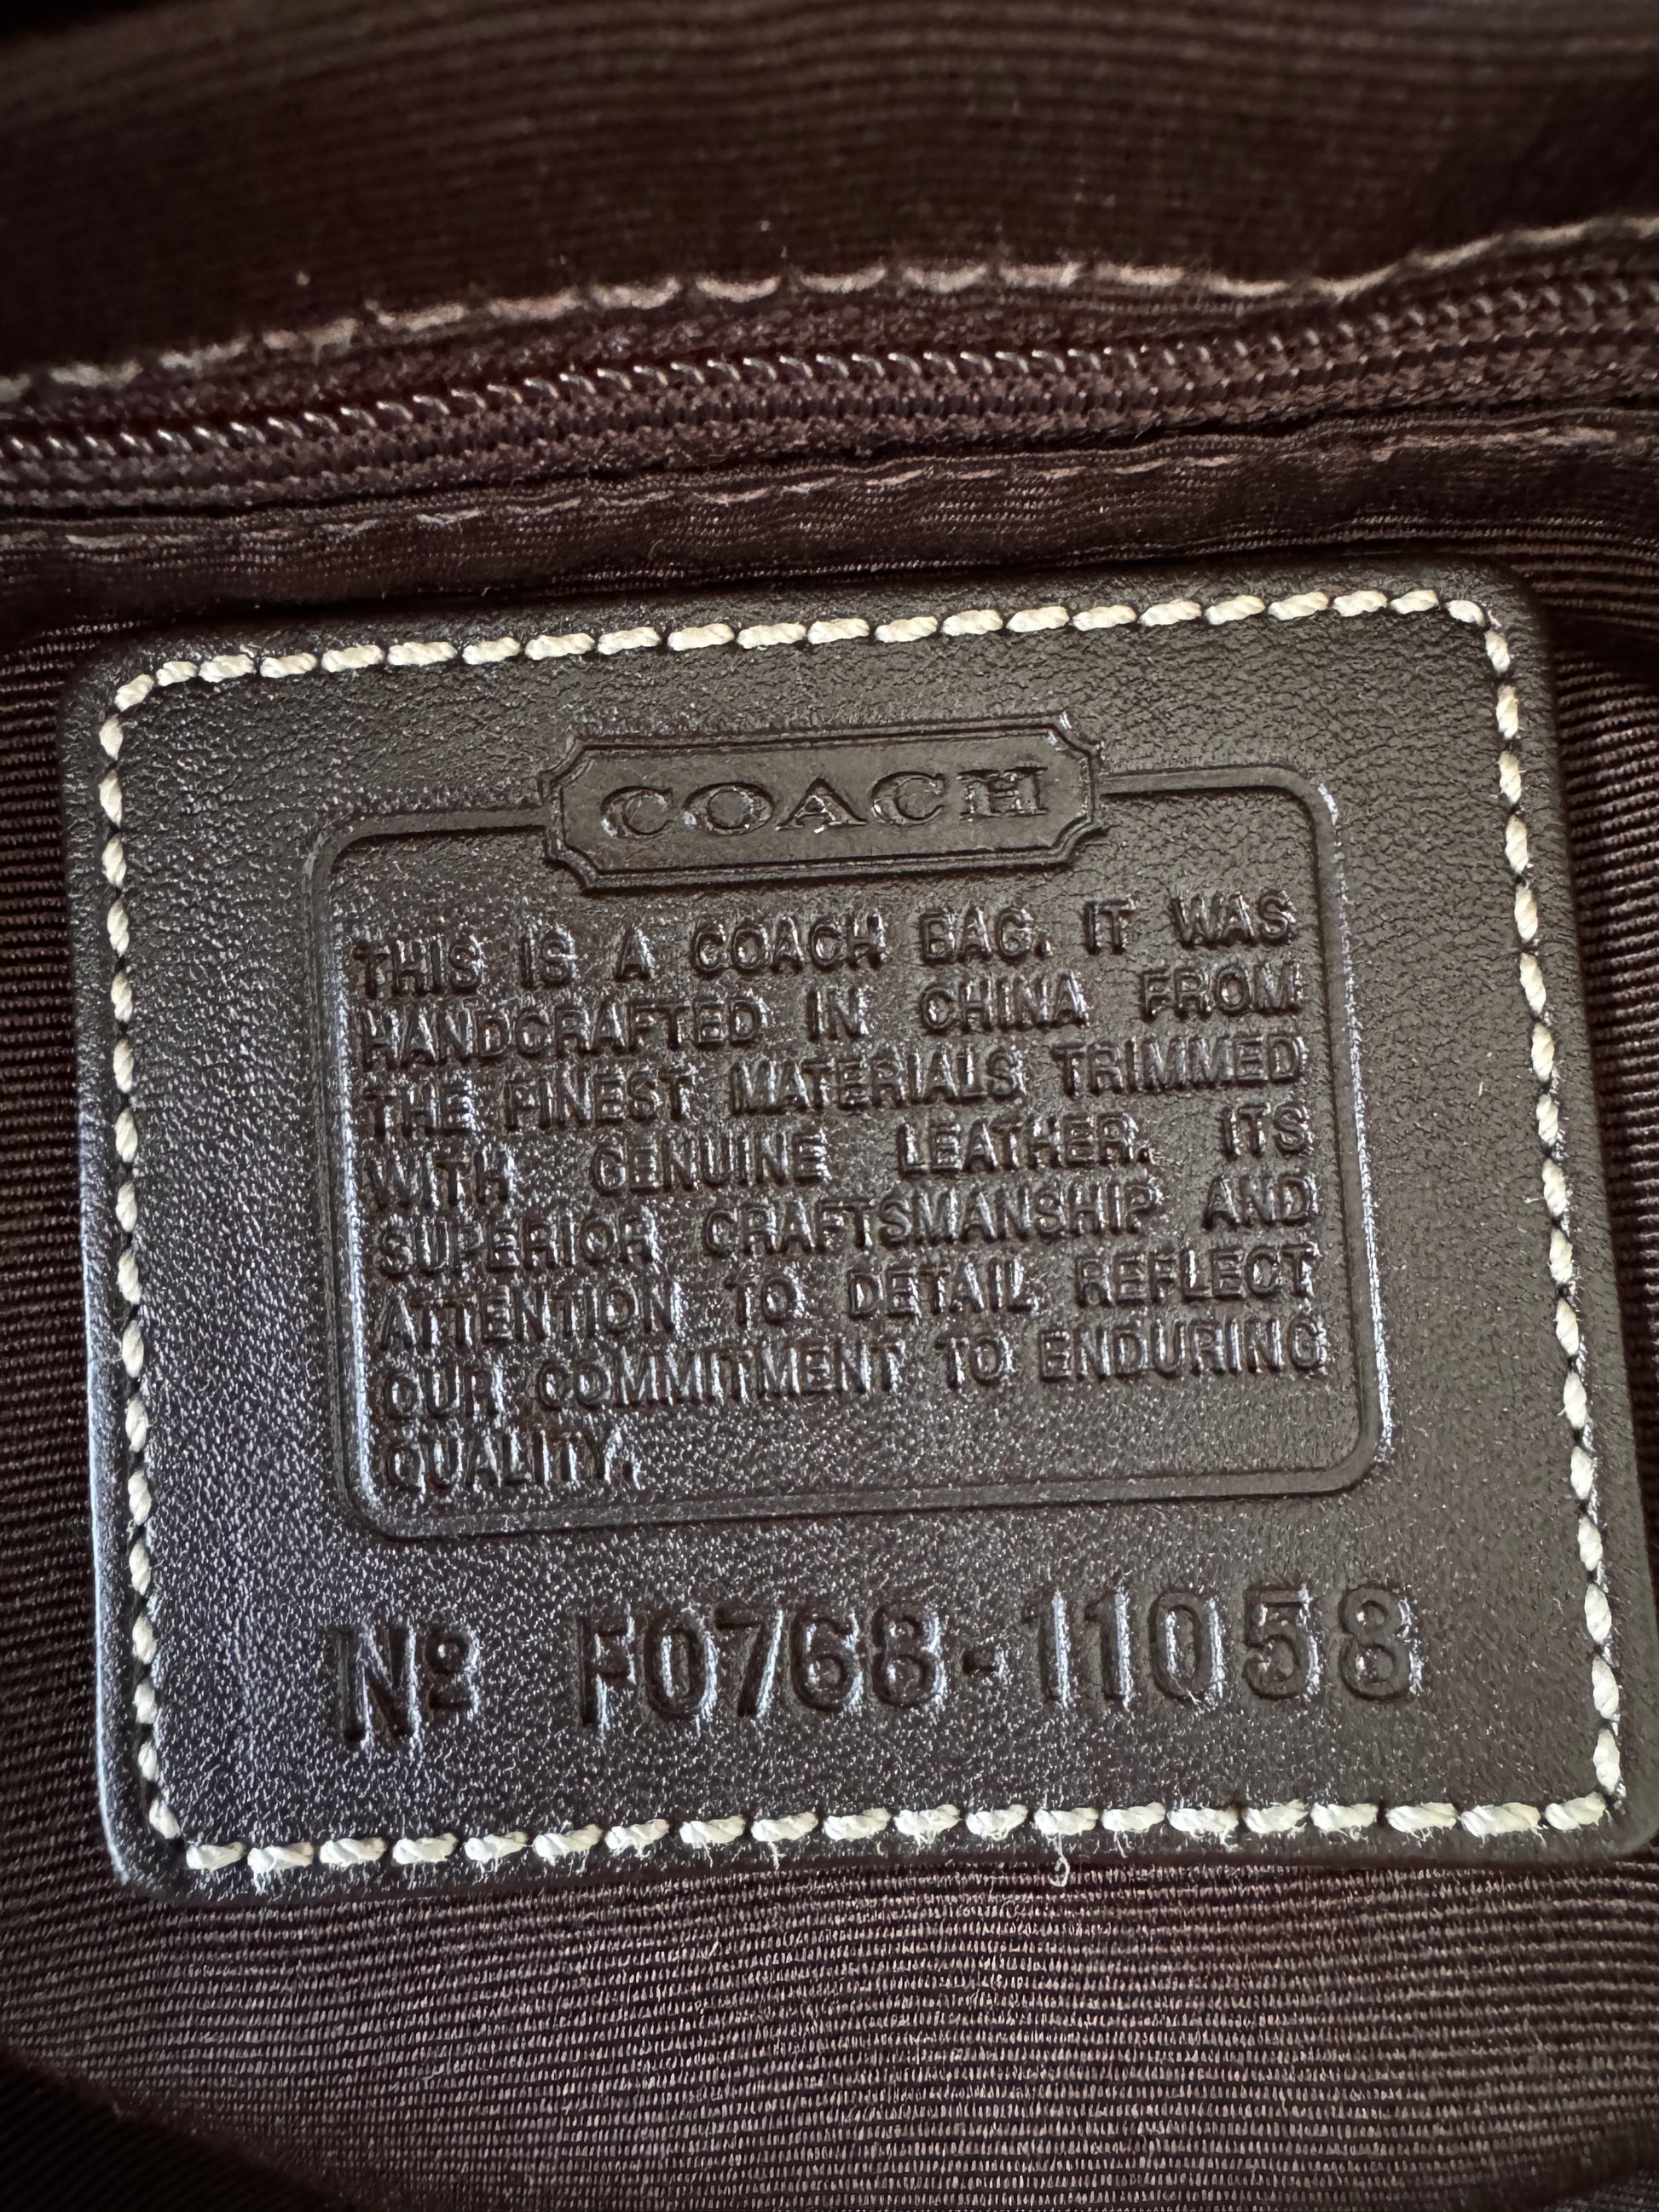 COACH
THIS IS A COACH BAG. IT WAS
HANDCRAFTED IN CHINA FROM
THE FINEST MATERIALS TRIMMED
WITH GENUINE LEATHER. ITS
SUPERIOR CRAFTSMANSHIP AND
ATTENTION TO DETAIL REFLECT
OUR COMMITMENT TO ENDURING
QUALITY.
Nº F0768-11058